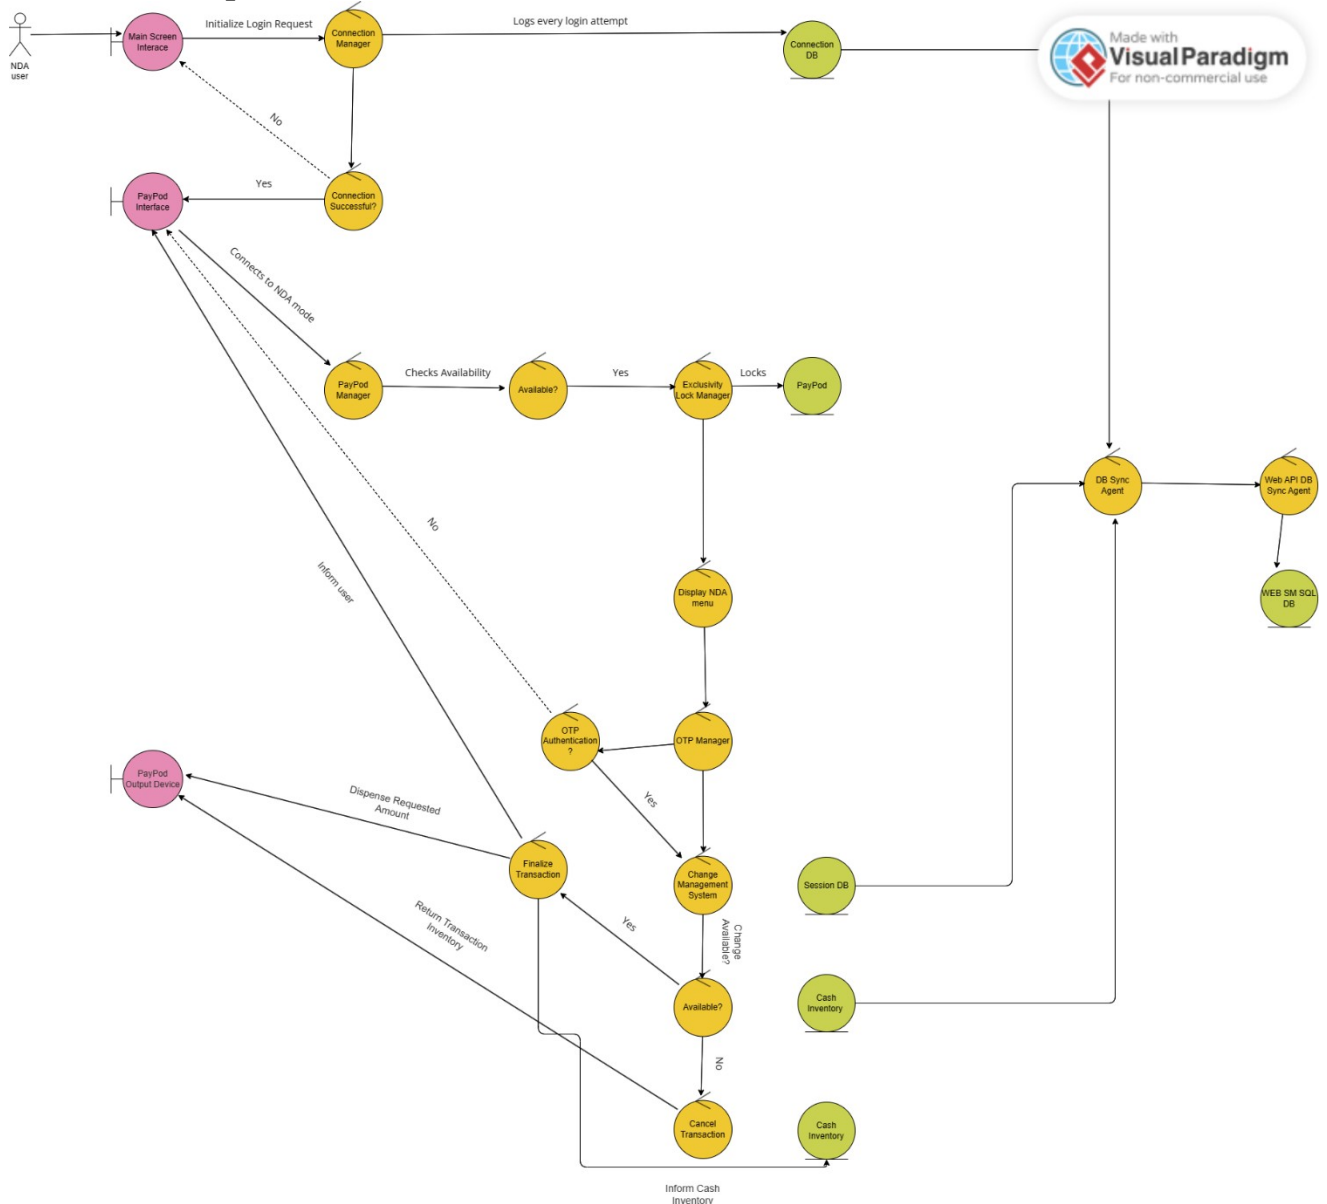 NDA
user
Main Screen
Interace
Initialize Login Request
Connection
Manager
Logs every login attempt
Connection
DB
Made with
Visual Paradigm
For non-commercial use
No
PayPod
Interface
Yes
Connection
Successful?
Connects to NDA mode
PayPod
Manager
Checks Availability
Available?
Yes
Exclusivity
Lock Manager
Locks
PayPod
DB Sync
Agent
Web API DB
Sync Agent
No
Inform user
Display NDA
menu
WEB SM SQL
DB
OTP
Authentication
?
OTP Manager
PayPod
Output Device
Dispense Requested
Amount
Yes
Finalize
Transaction
Change
Management
System
Session DB
Return Transaction
Inventory
Yes
Change
Available?
Available?
Cash
Inventory
No
Cancel
Transaction
Cash
Inventory
Inform Cash
Inventory